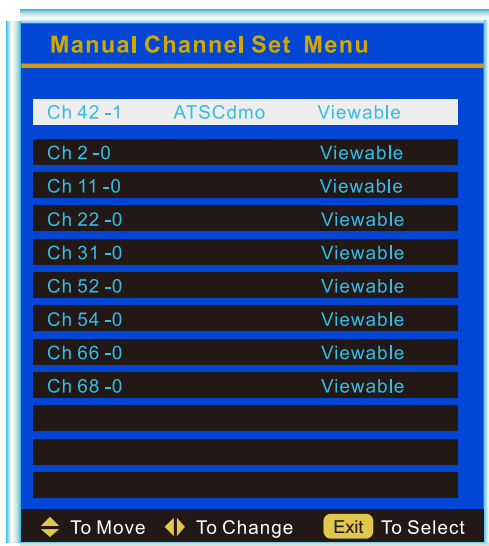 Manual Channel Set Menu
Ch 42 -1 ATSCdmo Viewable
Ch 2 -0 Viewable
Ch 11 -0 Viewable
Ch 22 -0 Viewable
Ch 31 -0 Viewable
Ch 52 -0 Viewable
Ch 54 -0 Viewable
Ch 66 -0 Viewable
Ch 68 -0 Viewable
To Move To Change Exit To Select